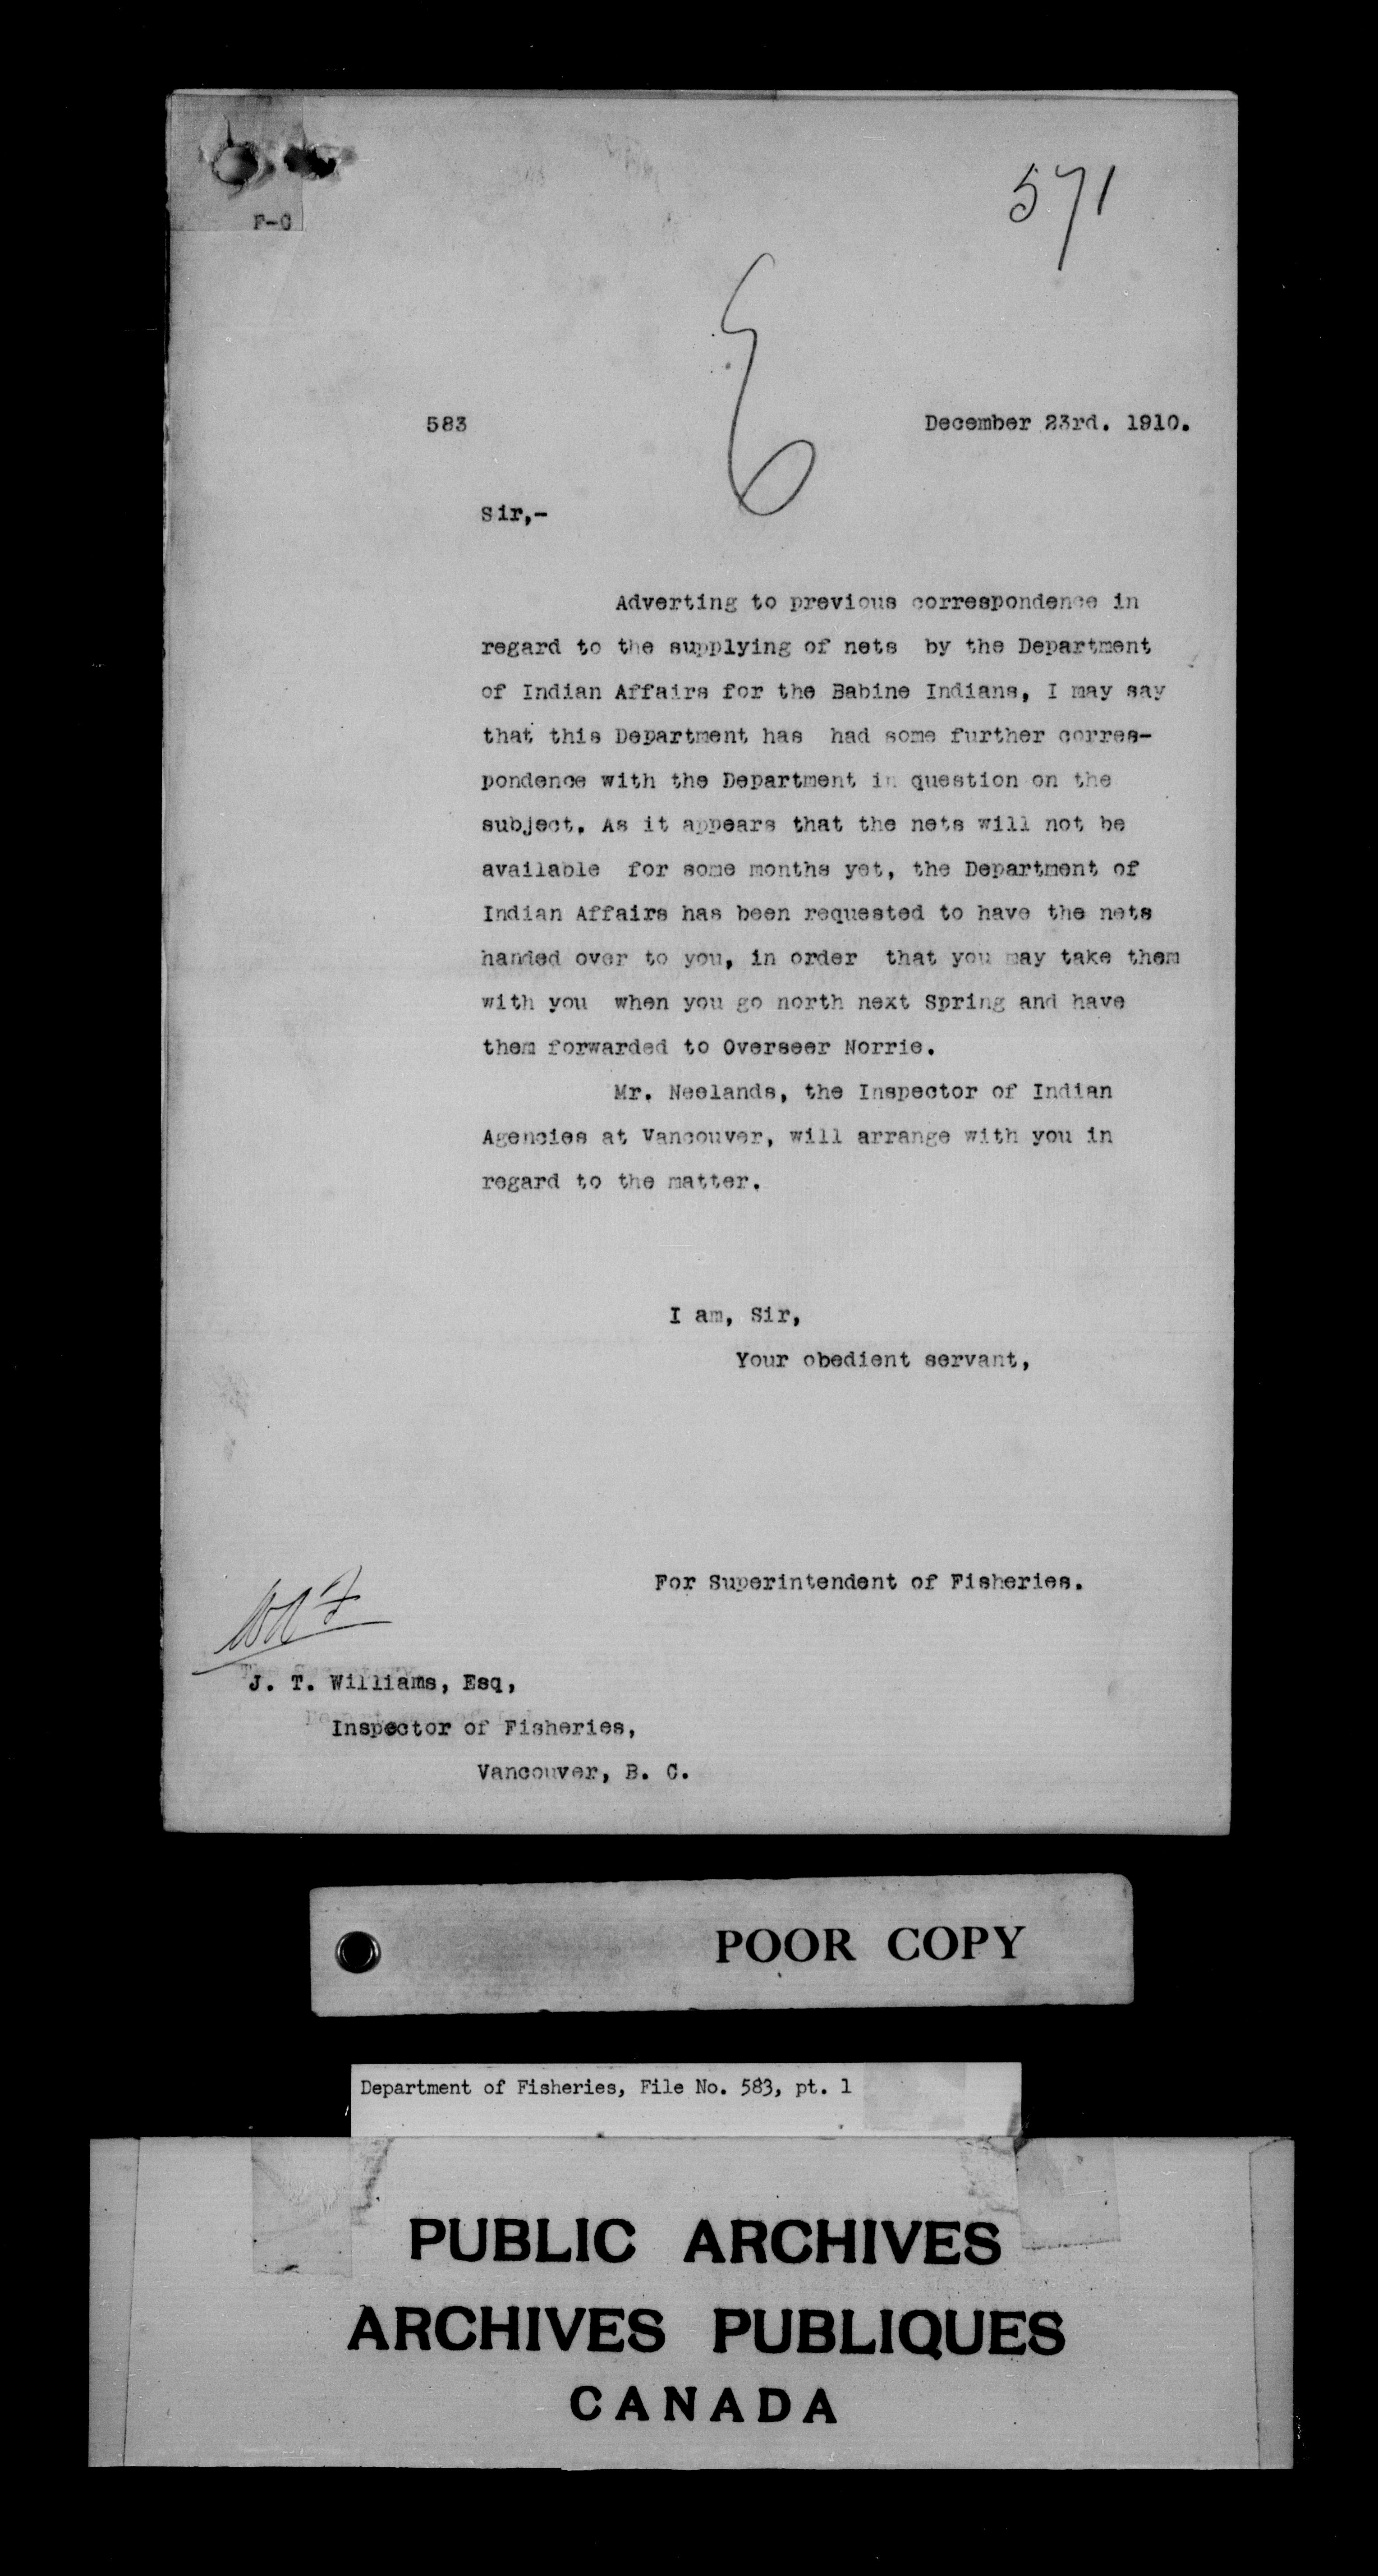 F-C
571
583 December 23rd. 1910.
Sir,-
Adverting to previous correspondence in
regard to the supplying of nets by the Department
of Indian Affairs for the Babine Indians, I may say
that this Department has had some further corres-
pondence with the Department in question on the
subject. As it appears that the nets will not be
available for some months yet, the Department of
Indian Affairs has been requested to have the nets
handed over to you, in order that you may take them
with you when you go north next Spring and have
them forwarded to Overseer Norrie.
Mr. Neelands, the Inspector of Indian
Agencies at Vancouver, will arrange with you in
regard to the matter.
I am, Sir,
Your obedient servant,
For Superintendent of Fisheries.
J. T. Williams, Esq,
Inspector of Fisheries,
Vancouver, B. C.
POOR COPY
Department of Fisheries, File No. 583, pt. 1
PUBLIC ARCHIVES
ARCHIVES PUBLIQUES
CANADA